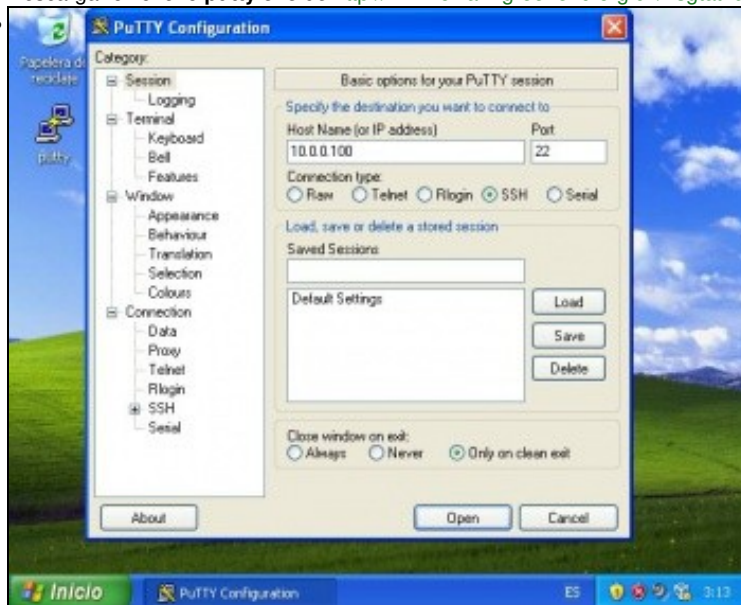 PuTTY Configuration
Papelera de
reciclaje
putty
Category:
Session
Logging
Terminal
Keyboard
Bell
Features
Window
Appearance
Behaviour
Translation
Selection
Colours
Connection
Data
Proxy
Telnet
Rlogin
SSH
Serial
Basic options for your PuTTY session
Specify the destination you want to connect to
Host Name (or IP address) Port
10.0.0.100 22
Connection type:
Raw Telnet Rlogin SSH Serial
Load, save or delete a stored session
Saved Sessions
Default Settings
Load
Save
Delete
Close window on exit:
Always Never Only on clean exit
About Open Cancel
Inicio PuTTY Configuration ES 3:13